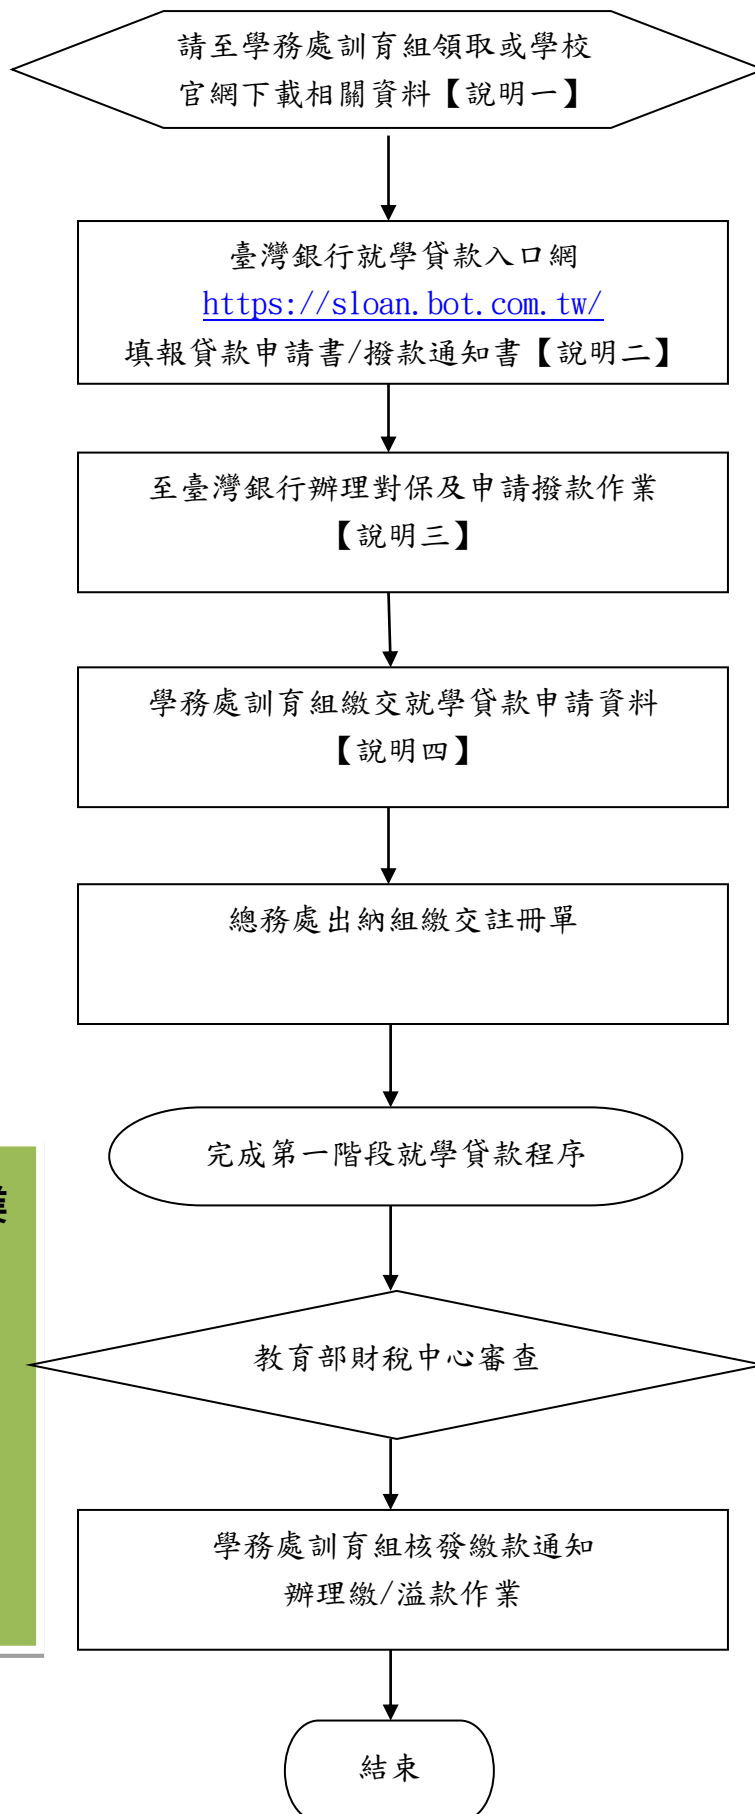 請至學務處訓育組領取或學校
官網下載相關資料【說明一】
臺灣銀行就學貸款入口網
https://sloan.bot.com.tw/
填報貸款申請書/撥款通知書【說明二】
至臺灣銀行辦理對保及申請撥款作業
【說明三】
學務處訓育組繳交就學貸款申請資料
【說明四】
總務處出納組繳交註冊單
完成第一階段就學貸款程序
教育部財稅中心審查
學務處訓育組核發繳款通知
辦理繳/溢款作業
結束